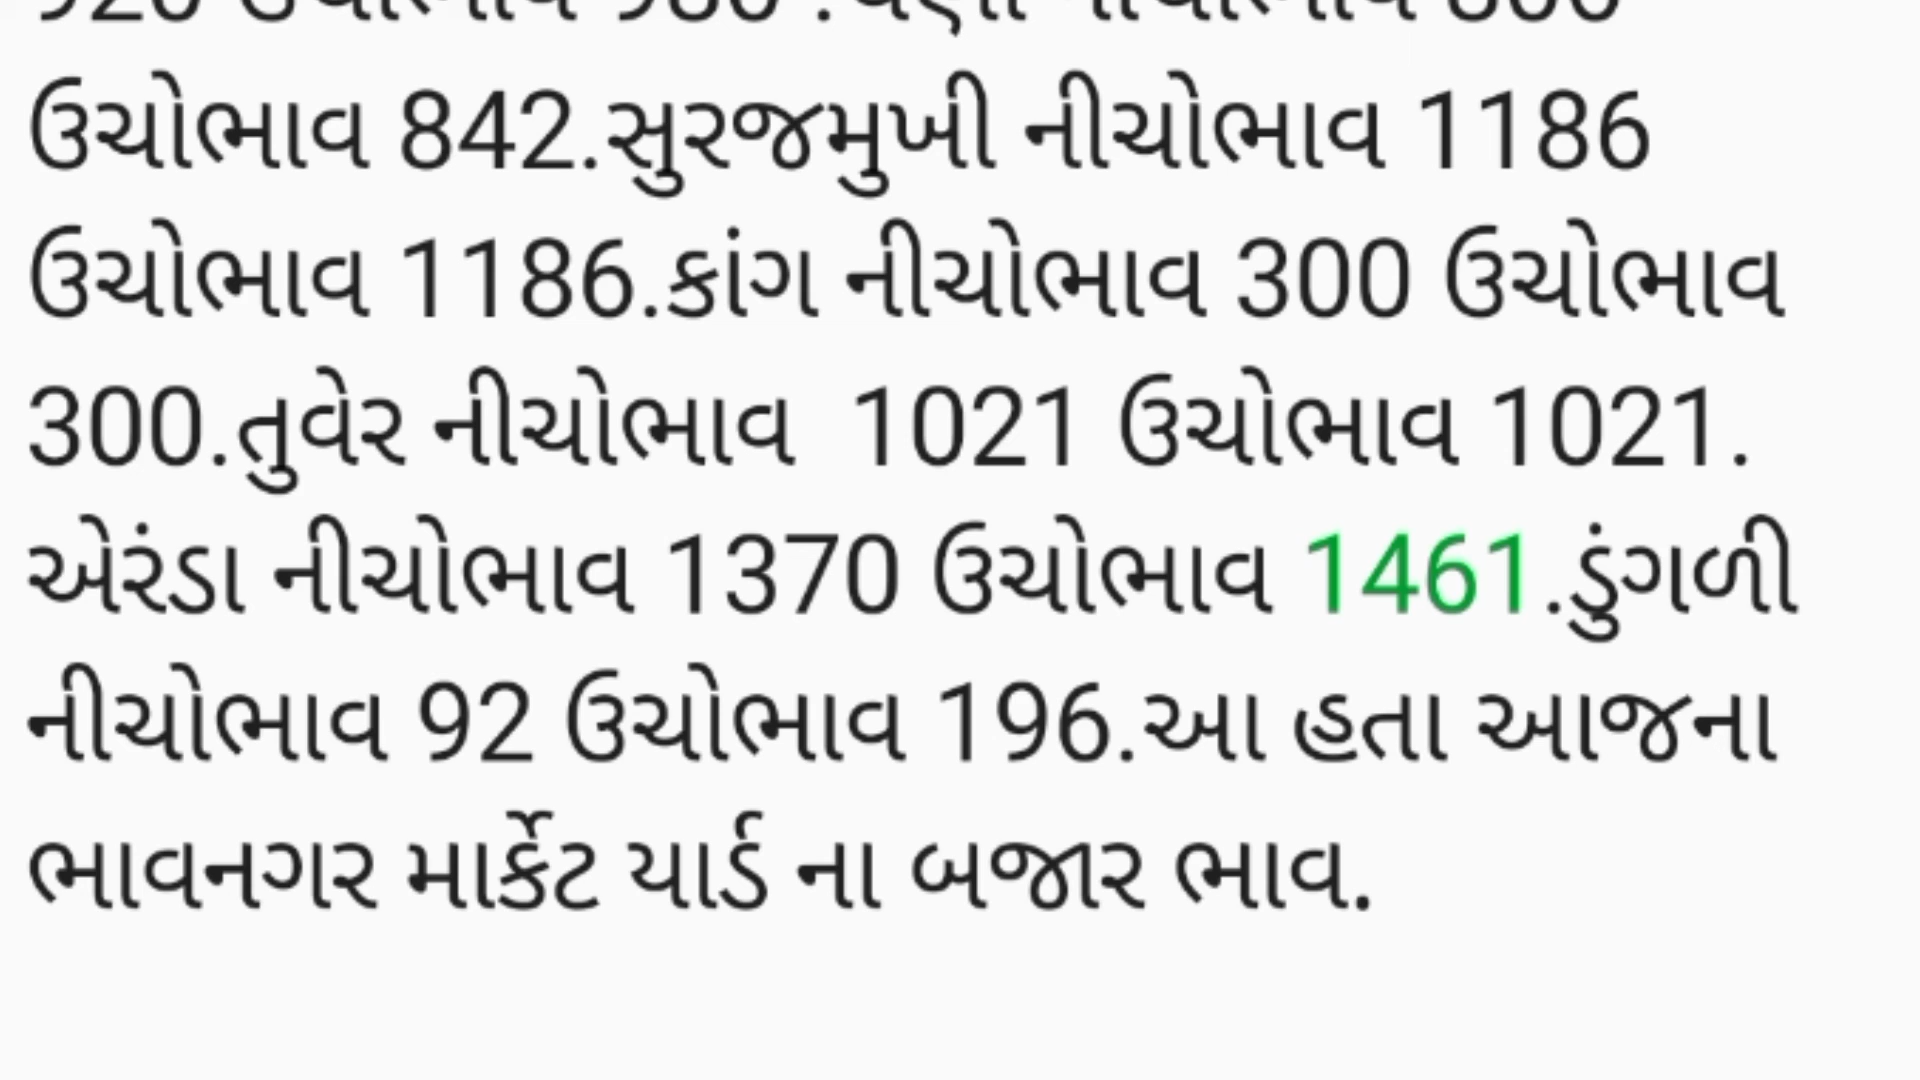 ઉચોભાવ 842.સુરજમુખી નીચોભાવ 1186
ઉચોભાવ 1186.કાંગ નીચોભાવ 300 ઉચોભાવ
300.તુવેર નીચોભાવ  1021 ઉચોભાવ 1021.
એરંડા નીચોભાવ 1370 ઉચોભાવ 1461.ડુંગળી
નીચોભાવ 92 ઉચોભાવ 196.આ હતા આજના
ભાવનગર માર્કેટ યાર્ડ ના બજાર ભાવ.